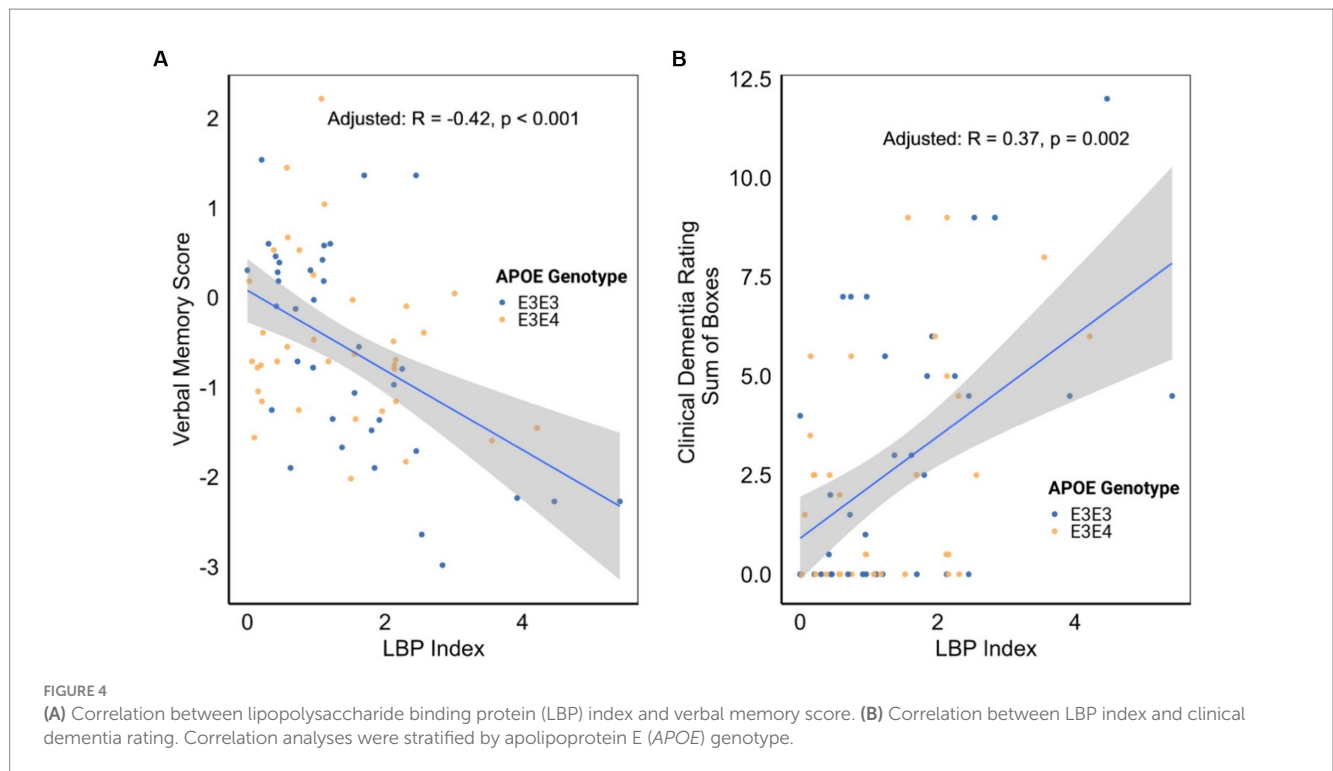 A
Adjusted: R = -0.42, p < 0.001
2
1
0
-1
-2
-3
Verbal Memory Score
APOE Genotype
E3E3
E3E4
0 2 4
LBP Index
B
12.5
10.0
7.5
5.0
2.5
0.0
Clinical Dementia Rating
Sum of Boxes
Adjusted: R = 0.37, p = 0.002
APOE Genotype
E3E3
E3E4
0 2 4
LBP Index
FIGURE 4
(A) Correlation between lipopolysaccharide binding protein (LBP) index and verbal memory score. (B) Correlation between LBP index and clinical
dementia rating. Correlation analyses were stratified by apolipoprotein E (APOE) genotype.